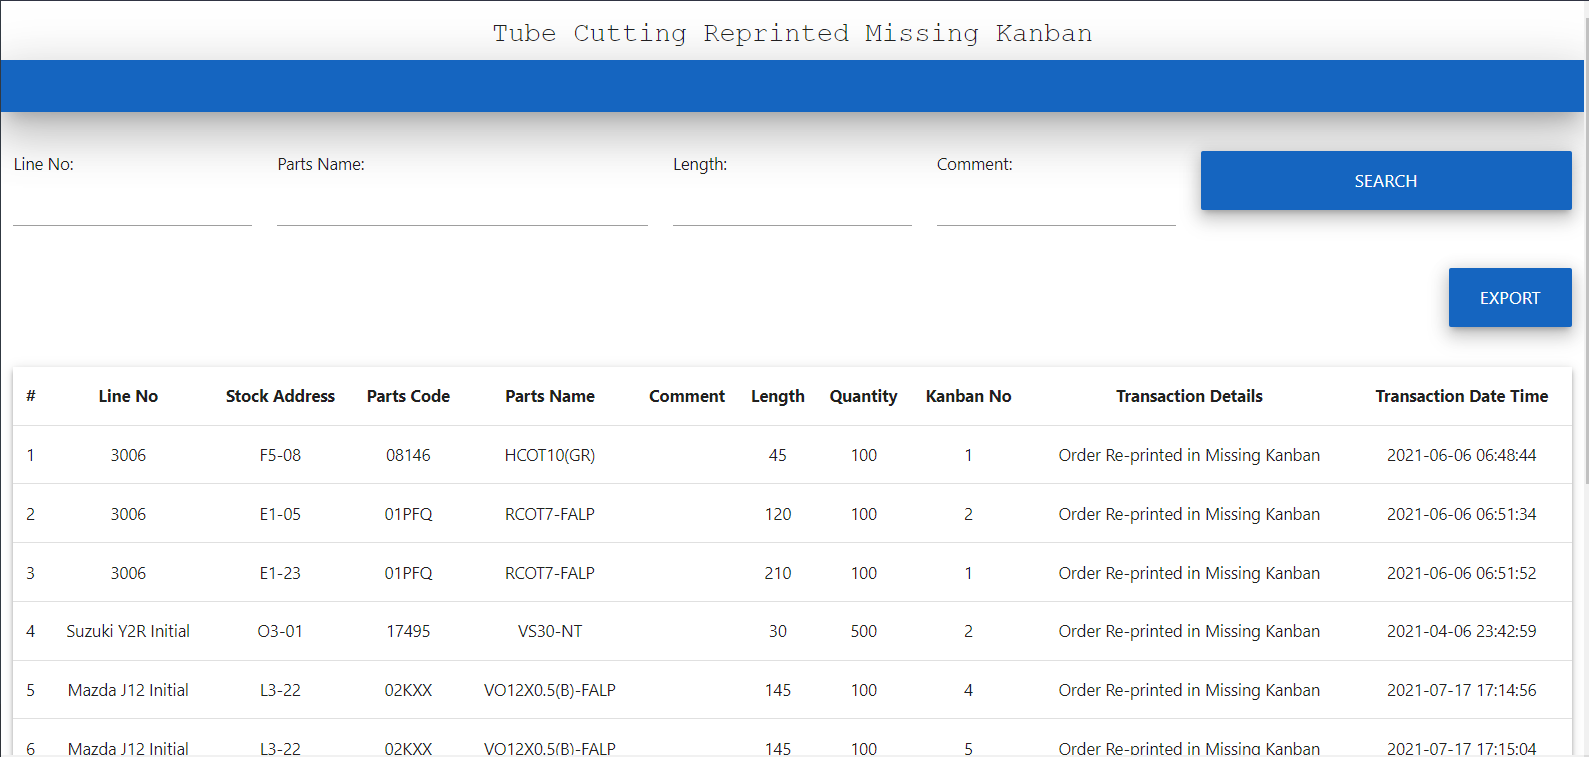 Tube Cutting Reprinted Missing Kanban
Line No: Parts Name: Length: Comment: SEARCH
EXPORT
# Line No Stock Address Parts Code Parts Name Comment Length Quantity Kanban No Transaction Details Transaction Date Time
1 3006 F5-08 08146 HCOT10(GR) 45 100 1 Order Re-printed in Missing Kanban 2021-06-06 06:48:44
2 3006 E1-05 01PFQ RCOT7-FALP 120 100 2 Order Re-printed in Missing Kanban 2021-06-06 06:51:34
3 3006 E1-23 01PFQ RCOT7-FALP 210 100 1 Order Re-printed in Missing Kanban 2021-06-06 06:51:52
4 Suzuki Y2R Initial O3-01 17495 VS30-NT 30 500 2 Order Re-printed in Missing Kanban 2021-04-06 23:42:59
5 Mazda J12 Initial L3-22 02KXX VO12X0.5(B)-FALP 145 100 4 Order Re-printed in Missing Kanban 2021-07-17 17:14:56
6 Mazda J12 Initial L3-22 02KXX VO12X0.5(B)-FALP 145 100 5 Order Re-printed in Missing Kanban 2021-07-17 17:15:04